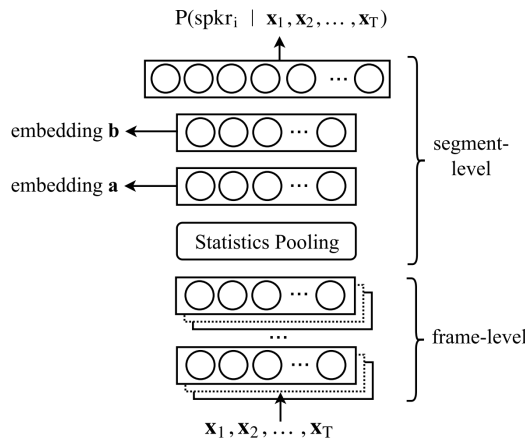 P(spkr_i | x_1, x_2, ..., x_T)
...
...
embedding b
segment-
level
...
embedding a
Statistics Pooling
...
...
frame-level
...
x_1, x_2, ..., x_T